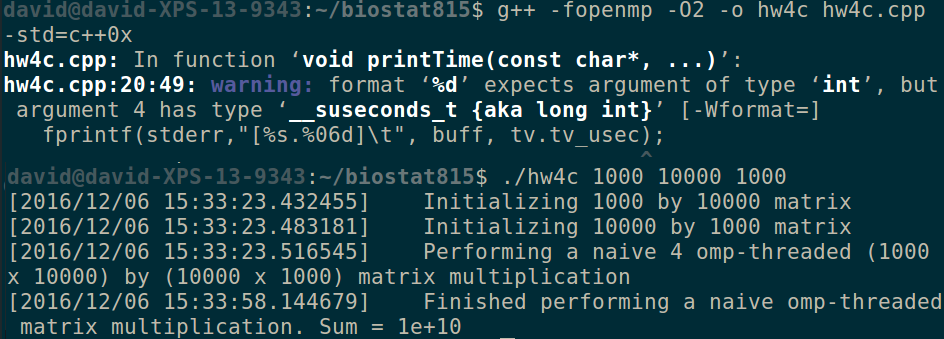 david@david-XPS-13-9343:~/biostat815$ g++ -fopenmp -O2 -o hw4c hw4c.cpp
-std=c++0x
hw4c.cpp: In function ‘void printTime(const char*, ...)’:
hw4c.cpp:20:49: warning: format ‘%d’ expects argument of type ‘int’, but
 argument 4 has type ‘__suseconds_t {aka long int}’ [-Wformat=]
   fprintf(stderr,"[%s.%06d]\t", buff, tv.tv_usec);
^
david@david-XPS-13-9343:~/biostat815$ ./hw4c 1000 10000 1000
[2016/12/06 15:33:23.432455]    Initializing 1000 by 10000 matrix
[2016/12/06 15:33:23.483181]    Initializing 10000 by 1000 matrix
[2016/12/06 15:33:23.516545]    Performing a naive 4 omp-threaded (1000
x 10000) by (10000 x 1000) matrix multiplication
[2016/12/06 15:33:58.144679]    Finished performing a naive omp-threaded
 matrix multiplication. Sum = 1e+10